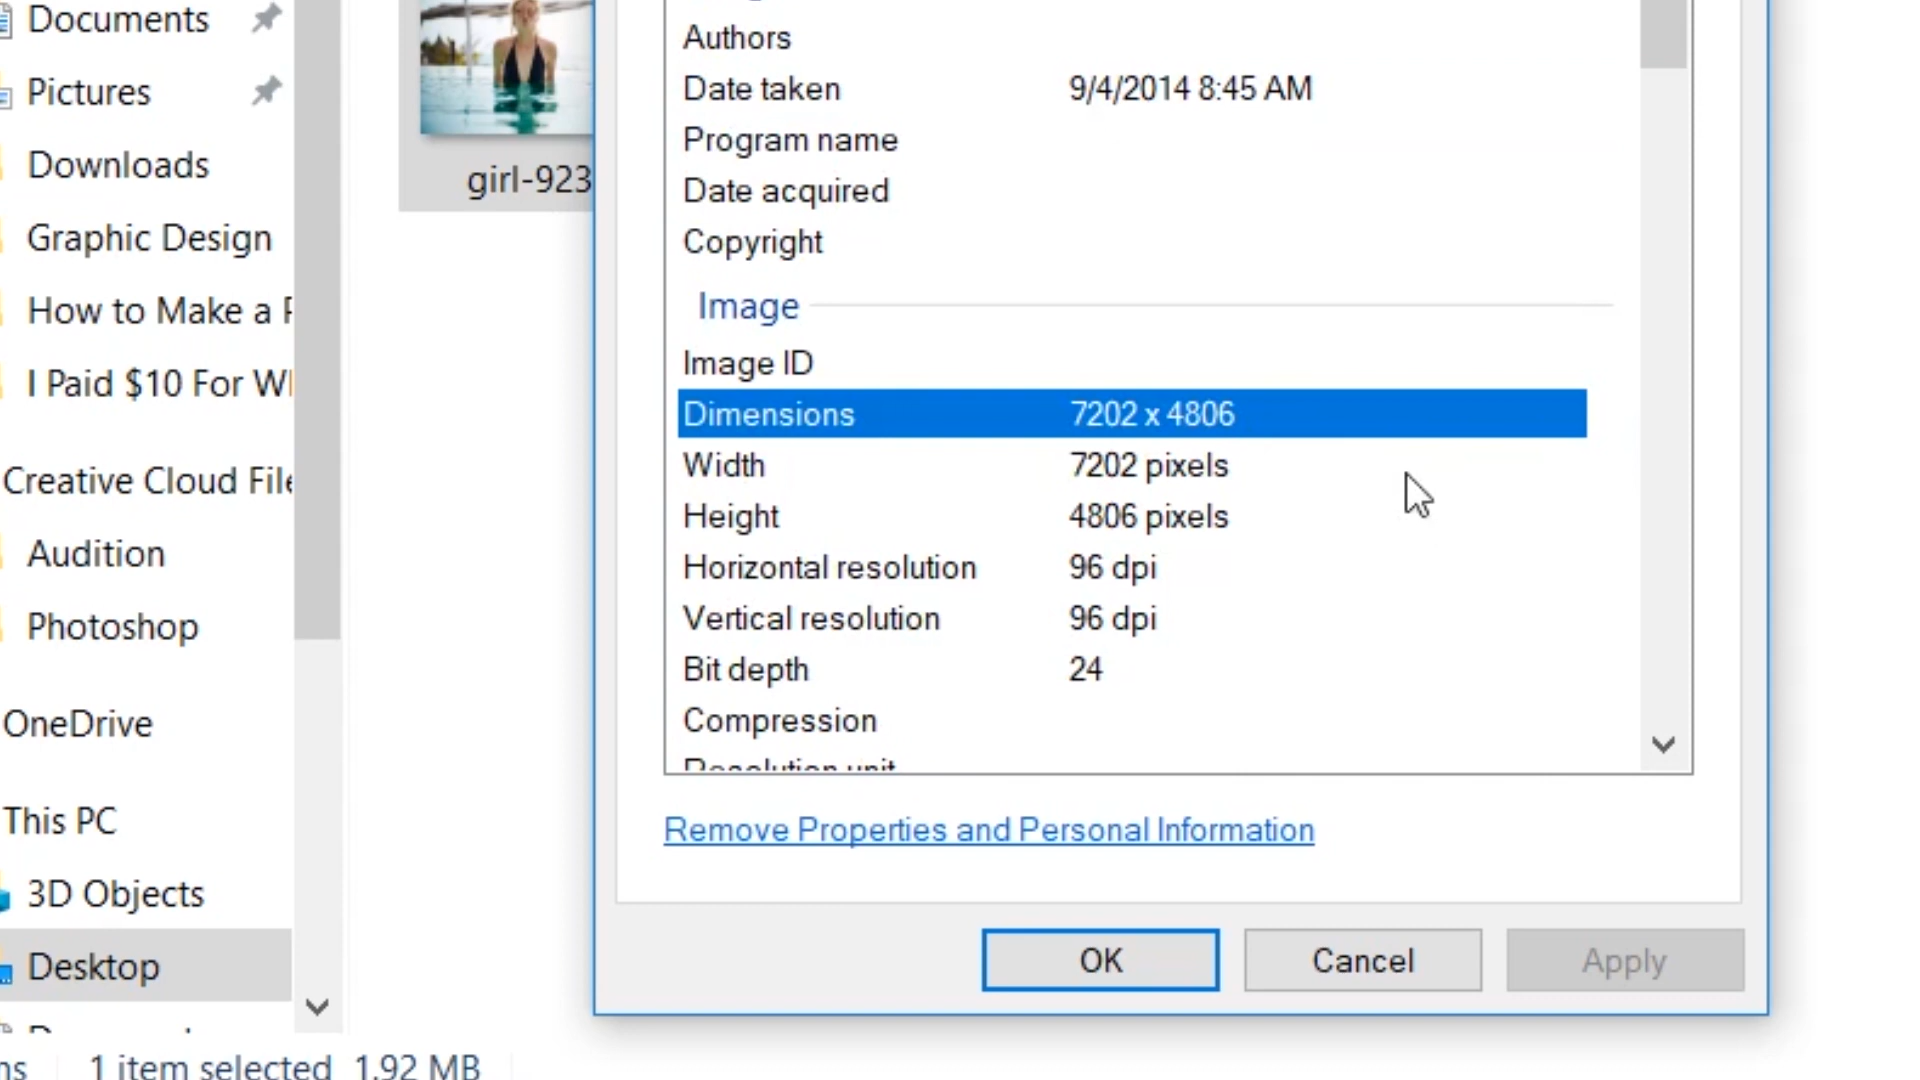 Documents
Pictures
Downloads
Graphic Design
How to Make a
I Paid $10 For
Creative Cloud
Audition
Photoshop
OneDrive
This PC
3D Objects
Desktop
1 item selected 1.92 MB
girl-923
Authors
Date taken 9/4/2014 8:45 AM
Program name
Date acquired
Copyright
Image
Image ID
Dimensions 7202 x 4806
Width 7202 pixels
Height 4806 pixels
Horizontal resolution 96 dpi
Vertical resolution 96 dpi
Bit depth 24
Compression
Resolution unit
Remove Properties and Personal Information
OK Cancel Apply